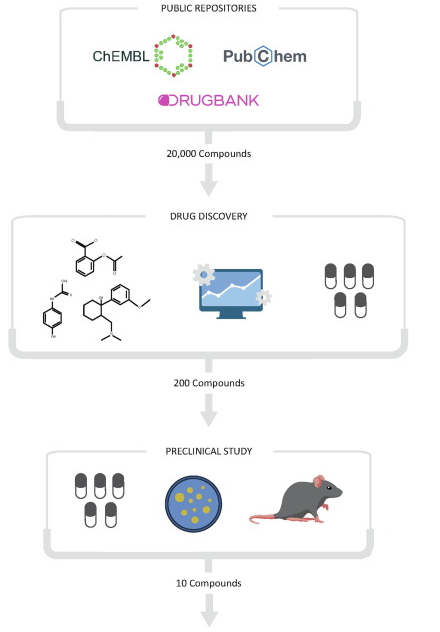 PUBLIC REPOSITORIES
ChEMBL
PubChem
DRUGBANK
20,000 Compounds
DRUG DISCOVERY
200 Compounds
PRECLINICAL STUDY
10 Compounds